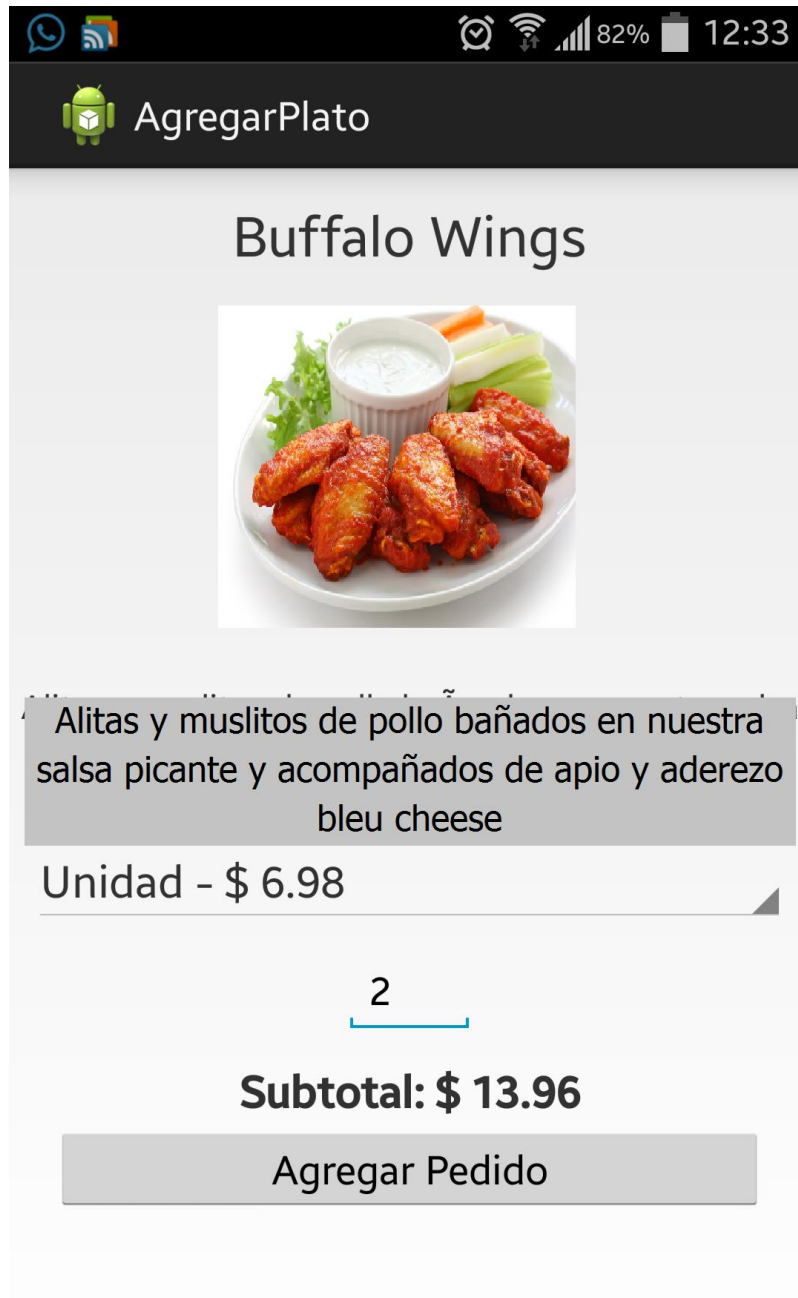 82% 12:33
AgregarPlato
Buffalo Wings
Alitas y muslitos de pollo bañados en nuestra
salsa picante y acompañados de apio y aderezo
bleu cheese
Unidad - $ 6.98
2
Subtotal: $ 13.96
Agregar Pedido